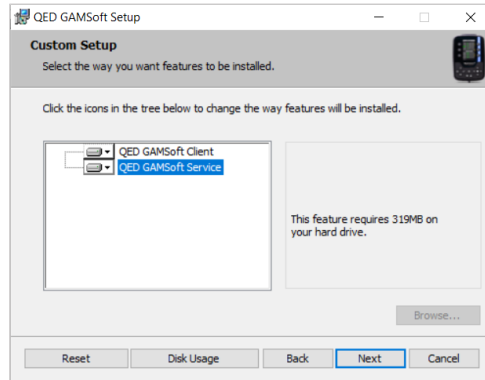 QED GAMSoft Setup
Custom Setup
Select the way you want features to be installed.
Click the icons in the tree below to change the way features will be installed.
QED GAMSoft Client
QED GAMSoft Service
This feature requires 319MB on
your hard drive.
Browse...
Reset Disk Usage Back Next Cancel